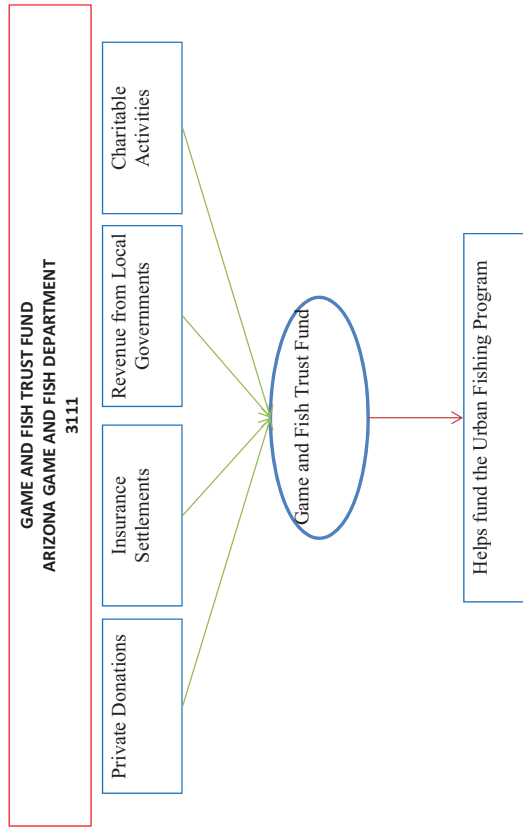 GAME AND FISH TRUST FUND
ARIZONA GAME AND FISH DEPARTMENT
3111
Private Donations
Insurance
Settlements
Revenue from Local
Governments
Charitable
Activities
Game and Fish Trust Fund
Helps fund the Urban Fishing Program